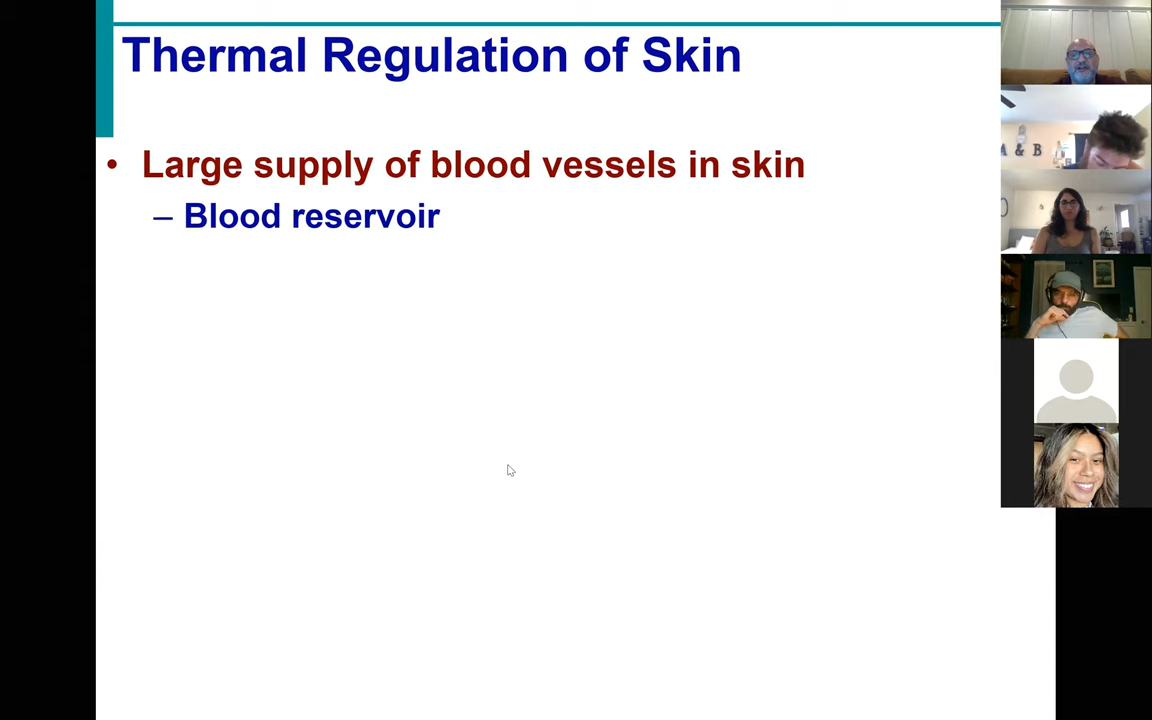 Thermal Regulation of Skin
• Large supply of blood vessels in skin
– Blood reservoir
A & B